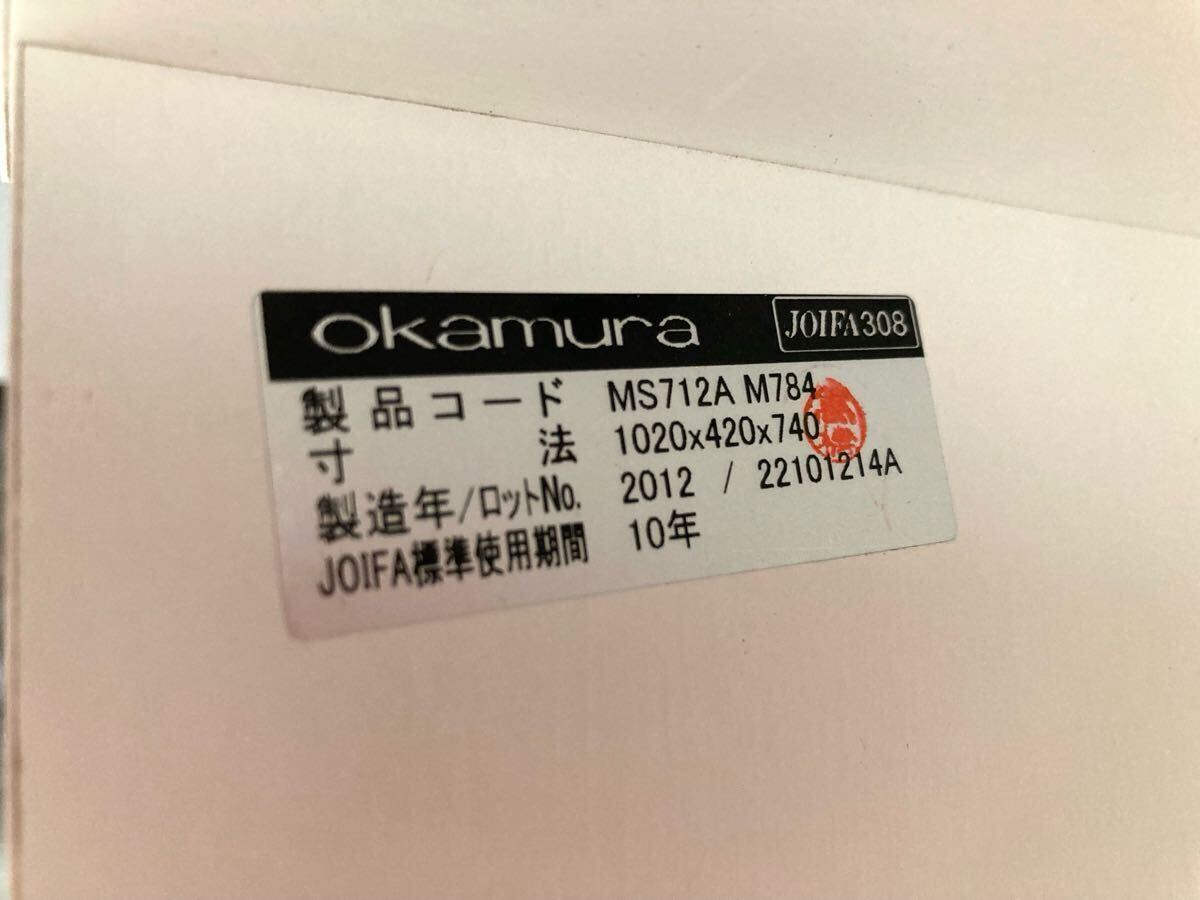 okamura JOIFA308
製品コード MS712A M784
寸法 1020x420x740
製造年/ロットNo. 2012 / 22101214A
JOIFA標準使用期間 10年